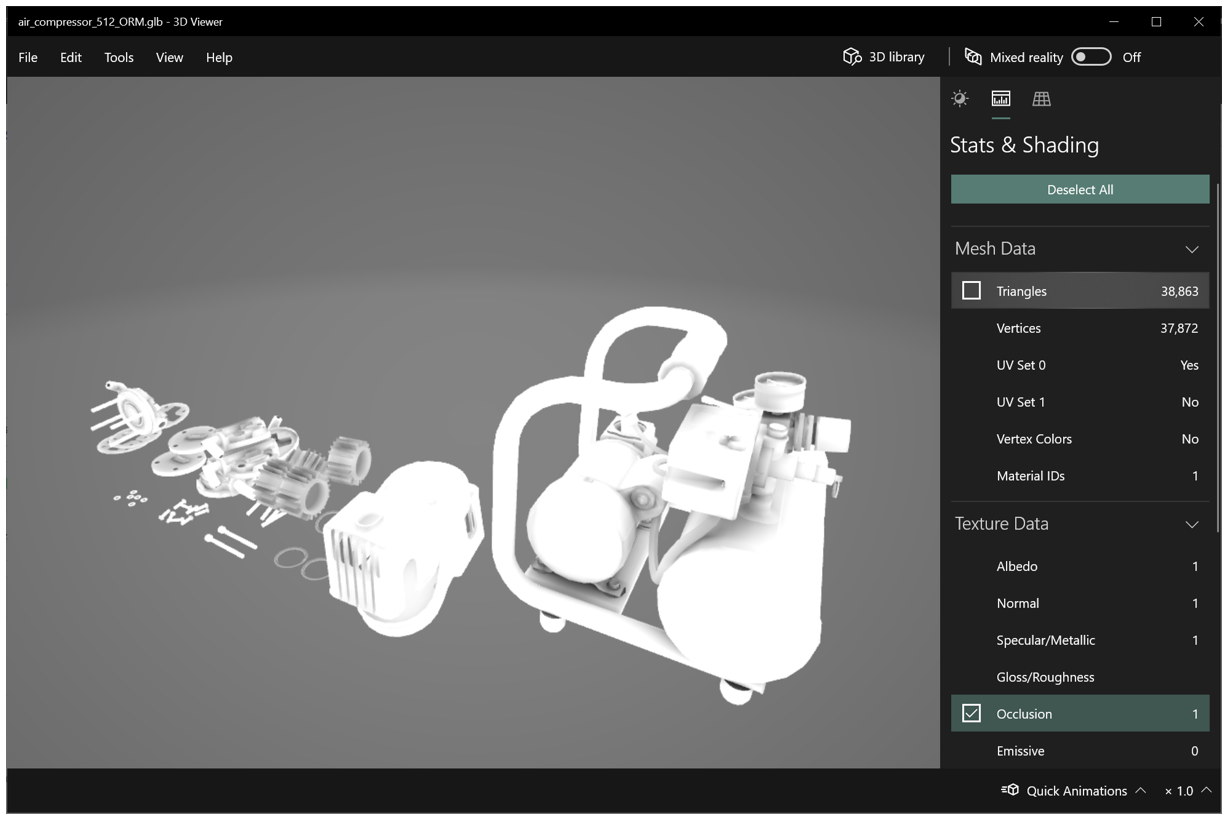 air_compressor_512_ORM.glb - 3D Viewer
File Edit Tools View Help 3D library Mixed reality Off
Stats & Shading
Deselect All
Mesh Data
Triangles 38,863
Vertices 37,872
UV Set 0 Yes
UV Set 1 No
Vertex Colors No
Material IDs 1
Texture Data
Albedo 1
Normal 1
Specular/Metallic 1
Gloss/Roughness
Occlusion 1
Emissive 0
Quick Animations × 1.0